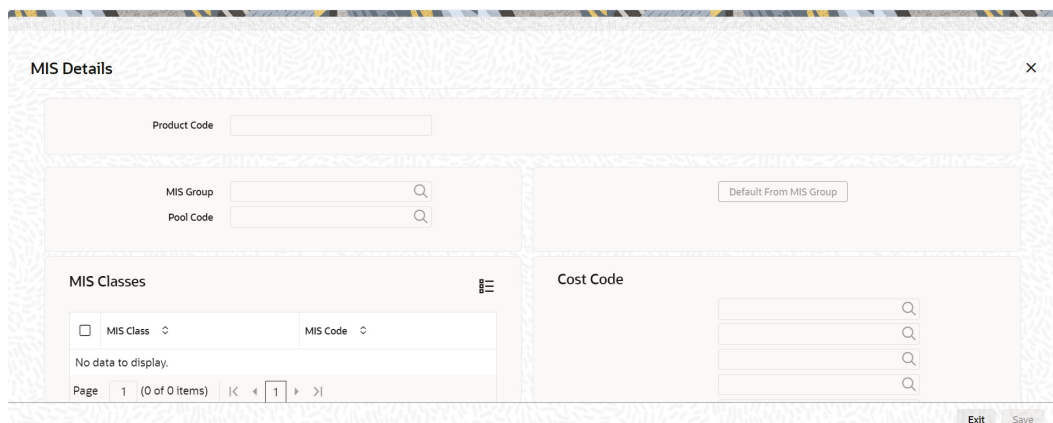 MIS Details
Product Code
MIS Group
Pool Code
Default From MIS Group
MIS Classes
MIS Class MIS Code
No data to display.
Page 1 (0 of 0 items) 1
Cost Code
Exit Save